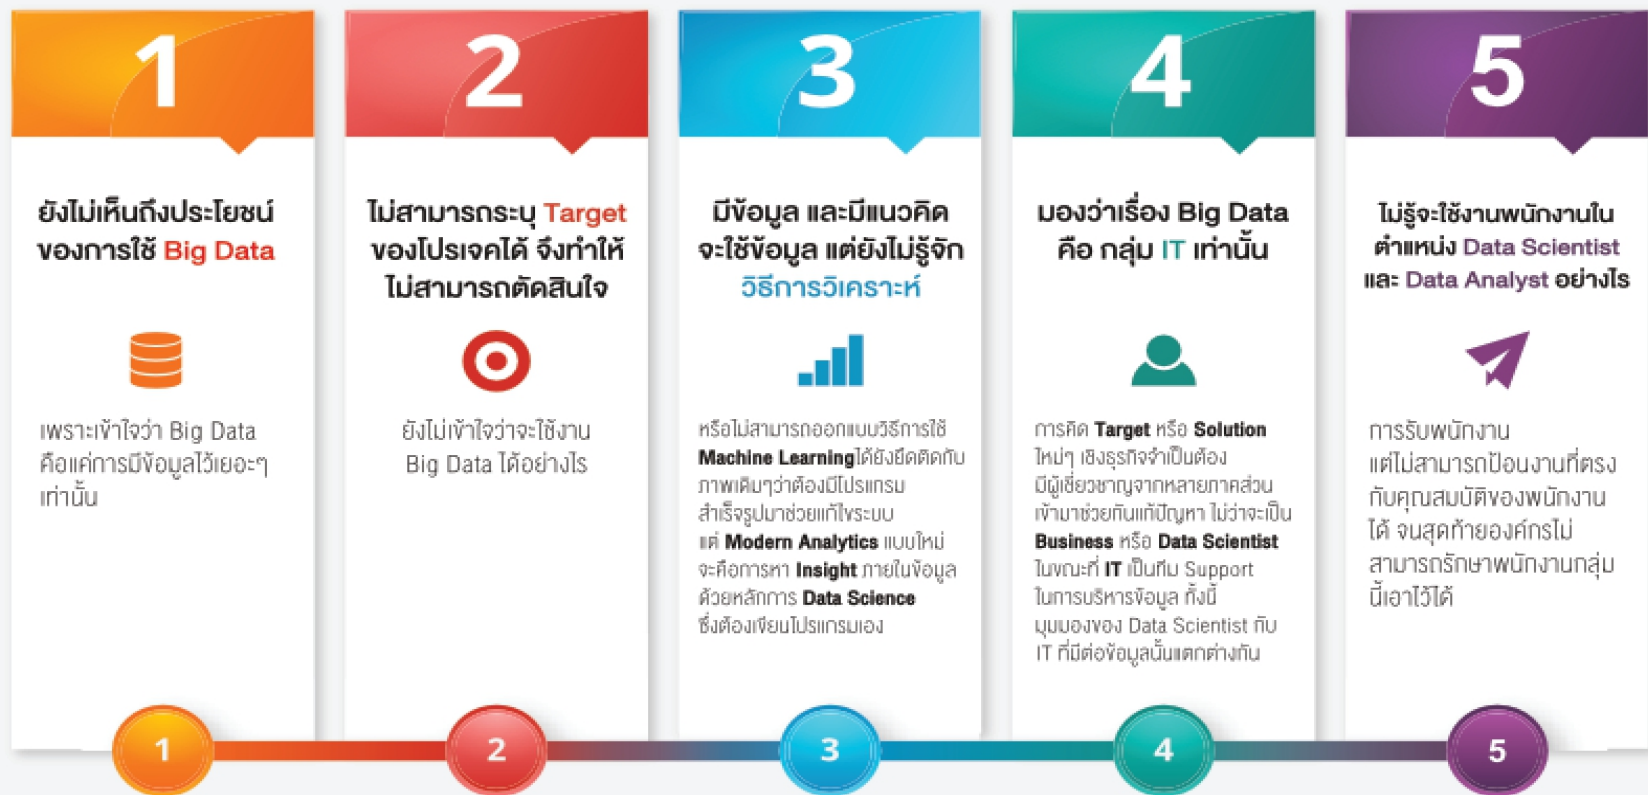 1
ยังไม่เห็นถึงประโยชน์
ของการใช้ Big Data
เพราะเข้าใจว่า Big Data
คือแค่การมีข้อมูลไว้เยอะๆ
เท่านั้น
2
ไม่สามารถระบุ Target
ของโปรเจคได้ จึงทำให้
ไม่สามารถตัดสินใจ
ยังไม่เข้าใจว่าจะใช้งาน
Big Data ได้อย่างไร
3
มีข้อมูล และมีแนวคิด
จะใช้ข้อมูล แต่ยังไม่รู้จัก
วิธีการวิเคราะห์
หรือไม่สามารถออกแบบวิธีการใช้
Machine Learningได้ยังยึดติดกับ
ภาพเดิมๆว่าต้องมีโปรแกรม
สำเร็จรูปมาช่วยแก้ไขระบบ
แต่ Modern Analytics แบบใหม่
จะคือการหา Insight ภายในข้อมูล
ด้วยหลักการ Data Science
ซึ่งต้องเขียนโปรแกรมเอง
4
มองว่าเรื่อง Big Data
คือ กลุ่ม IT เท่านั้น
การคิด Target หรือ Solution
ใหม่ๆ เชิงธุรกิจจำเป็นต้อง
มีผู้เชี่ยวชาญจากหลายภาคส่วน
เข้ามาช่วยกันแก้ปัญหา ไม่ว่าจะเป็น
Business หรือ Data Scientist
ในขณะที่ IT เป็นทีม Support
ในการบริหารข้อมูล ทั้งนี้
มุมมองของ Data Scientist กับ
IT ที่มีต่อข้อมูลนั้นแตกต่างกัน
5
ไม่รู้จะใช้งานพนักงานใน
ตำแหน่ง Data Scientist
และ Data Analyst อย่างไร
การรับพนักงาน
แต่ไม่สามารถป้อนงานที่ตรง
กับคุณสมบัติของพนักงาน
ได้ จนสุดท้ายองค์กรไม่
สามารถรักษาพนักงานกลุ่ม
นี้เอาไว้ได้
1
2
3
4
5